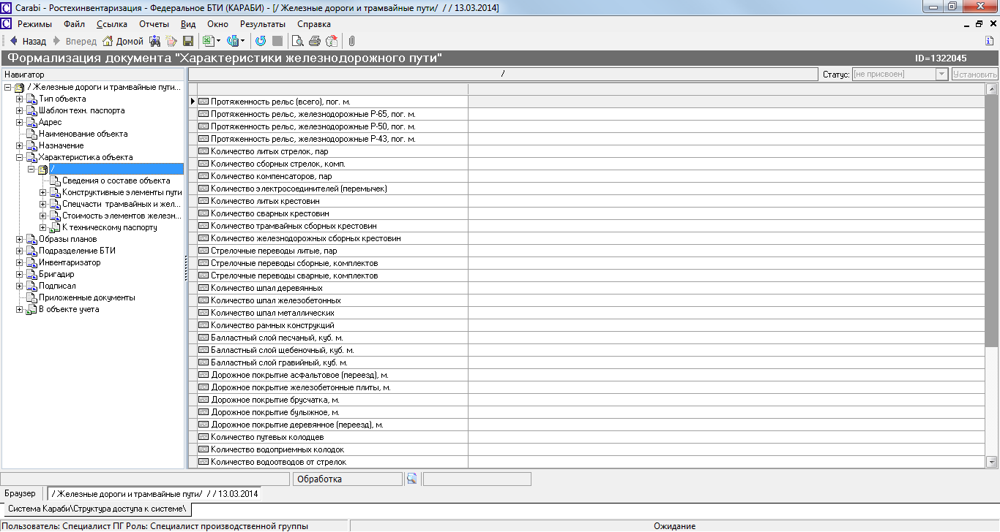 Carabi - Ростехинвентаризация - Федеральное БТИ (КАРАБИ) - [/ Железные дороги и трамвайные пути/ / / 13.03.2014]
Режимы Файл Ссылка Отчеты Вид Окно Результаты Справка
Назад Вперед Домой
Формализация документа "Характеристики железнодорожного пути" ID=1322045
Навигатор
/ Железные дороги и трамвайные пути...
Тип объекта
Шаблон техн. паспорта
Адрес
Наименование объекта
Назначение
Характеристика объекта
/
Сведения о составе объекта
Конструктивные элементы пути
Спецчасти трамвайных и жел...
Стоимость элементов железн...
К техническому паспорту
Образы планов
Подразделение БТИ
Инвентаризатор
Бригадир
Подписал
Приложенные документы
В объекте учета
/ Статус: [не присвоен] Установить
Протяженность рельс (всего), пог. м.
Протяженность рельс, железнодорожные Р-65, пог. м.
Протяженность рельс, железнодорожные Р-50, пог. м.
Протяженность рельс, железнодорожные Р-43, пог. м.
Количество литых стрелок, пар
Количество сборных стрелок, комп.
Количество компенсаторов, пар
Количество электросоединителей (перемычек)
Количество литых крестовин
Количество сварных крестовин
Количество трамвайных сборных крестовин
Количество железнодорожных сборных крестовин
Стрелочные переводы литые, пар
Стрелочные переводы сборные, комплектов
Стрелочные переводы сварные, комплектов
Количество шпал деревянных
Количество шпал железобетонных
Количество шпал металлических
Количество рамных конструкций
Балластный слой песчаный, куб. м.
Балластный слой щебеночный, куб. м.
Балластный слой гравийный, куб. м.
Дорожное покрытие асфальтовое (переезд), м.
Дорожное покрытие железобетонные плиты, м.
Дорожное покрытие брусчатка, м.
Дорожное покрытие булыжное, м.
Дорожное покрытие деревянное (переезд), м.
Количество путевых колодцев
Количество водоприемных колодок
Количество водоотводов от стрелок
Обработка
Браузер / Железные дороги и трамвайные пути/ / / 13.03.2014
Система Караби\Структура доступа к системе\
Пользователь: Специалист ПГ Роль: Специалист производственной группы Ожидание